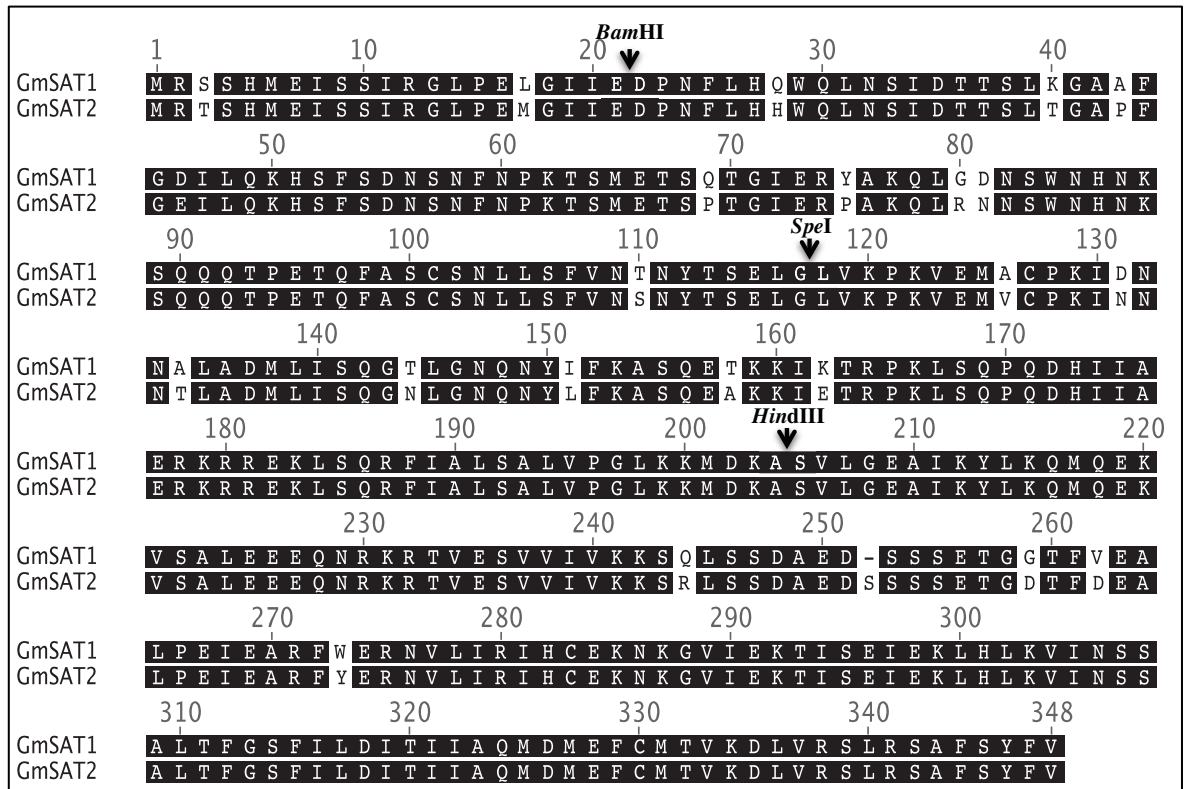 BamHI
1 10 20 30 40
GmSAT1 MRSSHMEISSIRGLPELGIIEDPNFLHQWQLNSIDTTSLKGAAF
GmSAT2 MRTSHMEISSIRGLPEMGIIEDPNFLHHWQLNSIDTTSLTGAPF
50 60 70 80
GmSAT1 GDILQKHSFSDNSNFNPKTSMETSQTGIERYAKQLGDNSWNHNK
GmSAT2 GEILQKHSFSDNSNFNPKTSMETSPTGIERPAKQLRNNSWNHNK
SpeI
90 100 110 120 130
GmSAT1 SQQQTPETQFASCSNLLSFVNTNYTSELGLVKPKVEMACPKIDN
GmSAT2 SQQQTPETQFASCSNLLSFVNSNYTSELGLVKPKVEMVCPKINN
140 150 160 170
GmSAT1 NALADMLISQGTLGNQNYIFKASQETKKIKTRPKLSQPQDHIIA
GmSAT2 NTLADMLISQGNLGNQNYLFKASQEAKKIETRPKLSQPQDHIIA
HindIII
180 190 200 210 220
GmSAT1 ERKRREKLSQRFIALSALVPGLKKMDKASVLGEAIKYLKQMQEK
GmSAT2 ERKRREKLSQRFIALSALVPGLKKMDKASVLGEAIKYLKQMQEK
230 240 250 260
GmSAT1 VSALEEEQNRKRTVESVVIVKKSQLSSDAED-SSSETGGTFVEA
GmSAT2 VSALEEEQNRKRTVESVVIVKKSRLSSDAEDSSSSETGDTFDEA
270 280 290 300
GmSAT1 LPEIEARFWERNVLIRIHCEKNKGVIEKTISEIEKLHLKVINSS
GmSAT2 LPEIEARFYERNVLIRIHCEKNKGVIEKTISEIEKLHLKVINSS
310 320 330 340 348
GmSAT1 ALTFGSFILDITIIAQMDMEFCMTVKDLVRSLRSAFSYFV
GmSAT2 ALTFGSFILDITIIAQMDMEFCMTVKDLVRSLRSAFSYFV